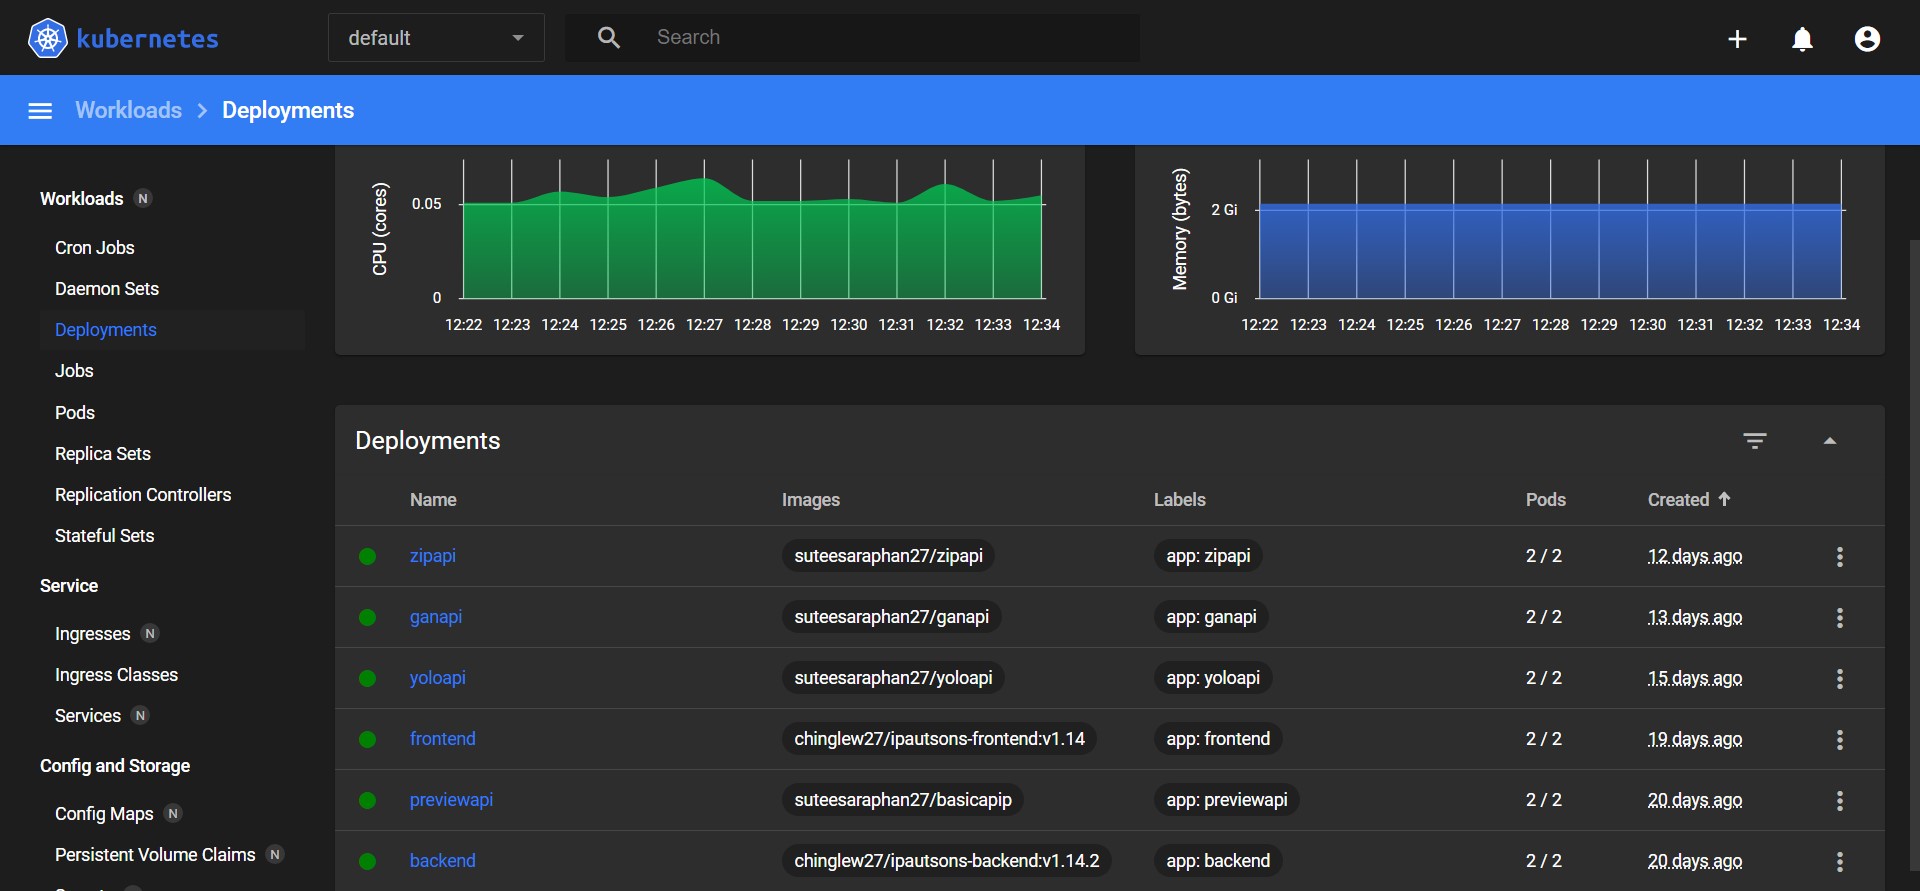 kubernetes
default
Search
Workloads > Deployments
Workloads N
Cron Jobs
Daemon Sets
Deployments
Jobs
Pods
Replica Sets
Replication Controllers
Stateful Sets
Service
Ingresses N
Ingress Classes
Services N
Config and Storage
Config Maps N
Persistent Volume Claims N
CPU (cores)
0.05
0
12:22 12:23 12:24 12:25 12:26 12:27 12:28 12:29 12:30 12:31 12:32 12:33 12:34
Memory (bytes)
2 Gi
0 Gi
12:22 12:23 12:24 12:25 12:26 12:27 12:28 12:29 12:30 12:31 12:32 12:33 12:34
Deployments
Name Images Labels Pods Created
zipapi suteesaraphan27/zipapi app: zipapi 2 / 2 12 days ago
ganapi suteesaraphan27/ganapi app: ganapi 2 / 2 13 days ago
yoloapi suteesaraphan27/yoloapi app: yoloapi 2 / 2 15 days ago
frontend chinglew27/ipautsons-frontend:v1.14 app: frontend 2 / 2 19 days ago
previewapi suteesaraphan27/basicapip app: previewapi 2 / 2 20 days ago
backend chinglew27/ipautsons-backend:v1.14.2 app: backend 2 / 2 20 days ago